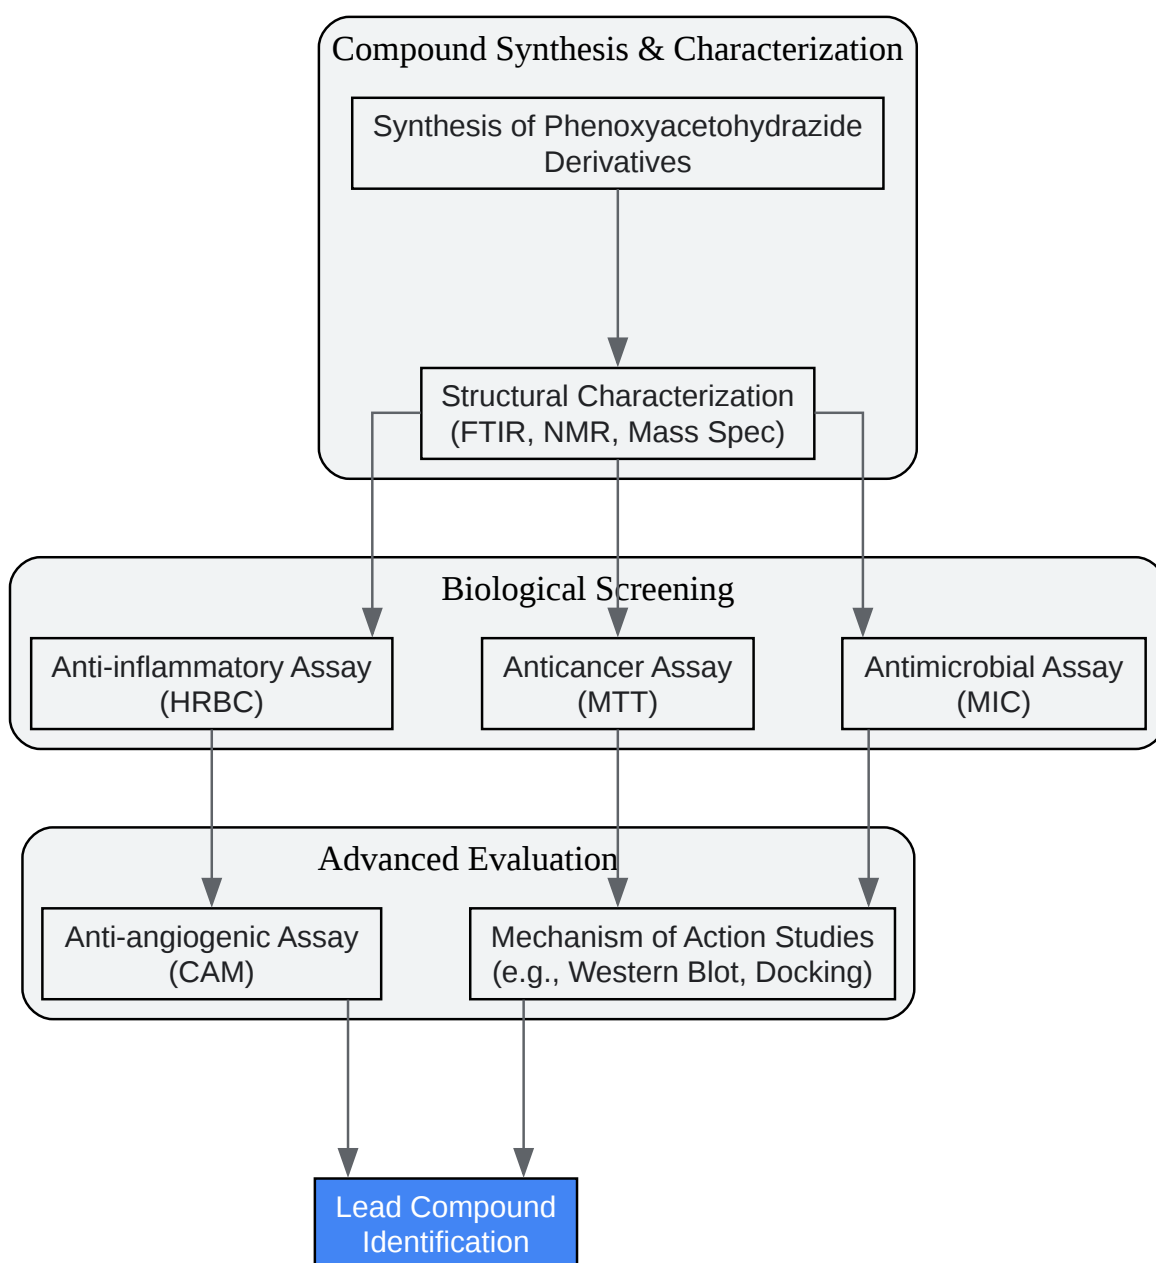 Compound Synthesis & Characterization
Synthesis of Phenoxyacetohydrazide
Derivatives
Structural Characterization
(FTIR, NMR, Mass Spec)
Biological Screening
Anti-inflammatory Assay
(HRBC)
Anticancer Assay
(MTT)
Antimicrobial Assay
(MIC)
Advanced Evaluation
Anti-angiogenic Assay
(CAM)
Mechanism of Action Studies
(e.g., Western Blot, Docking)
Lead Compound
Identification